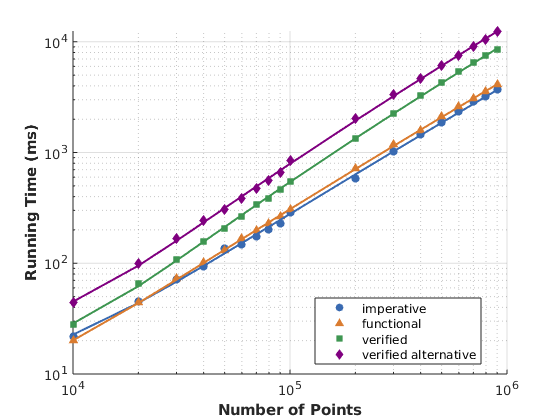 10^4
10^3
10^2
10^1
Running Time (ms)
10^4
10^5
10^6
Number of Points
imperative
functional
verified
verified alternative